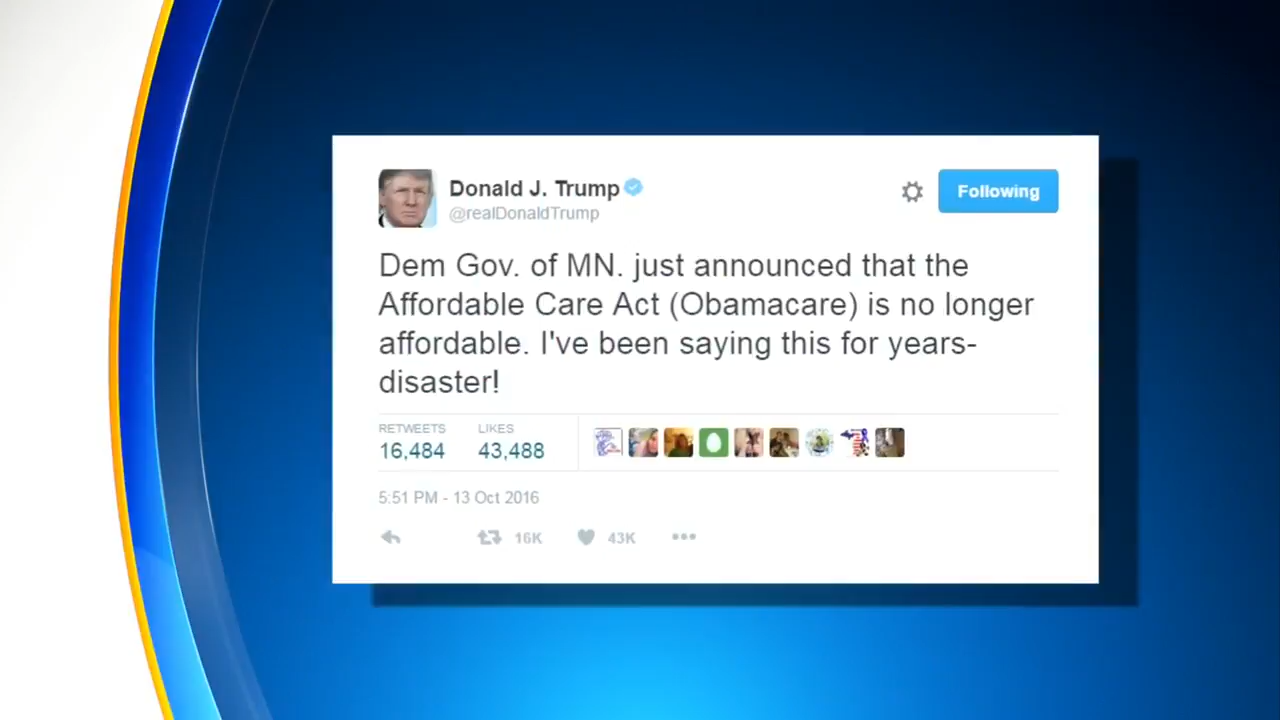 Donald J. Trump
@realDonaldTrump
Following
Dem Gov. of MN. just announced that the
Affordable Care Act (Obamacare) is no longer
affordable. I've been saying this for years-
disaster!
RETWEETS LIKES
16,484 43,488
5:51 PM - 13 Oct 2016
16K 43K